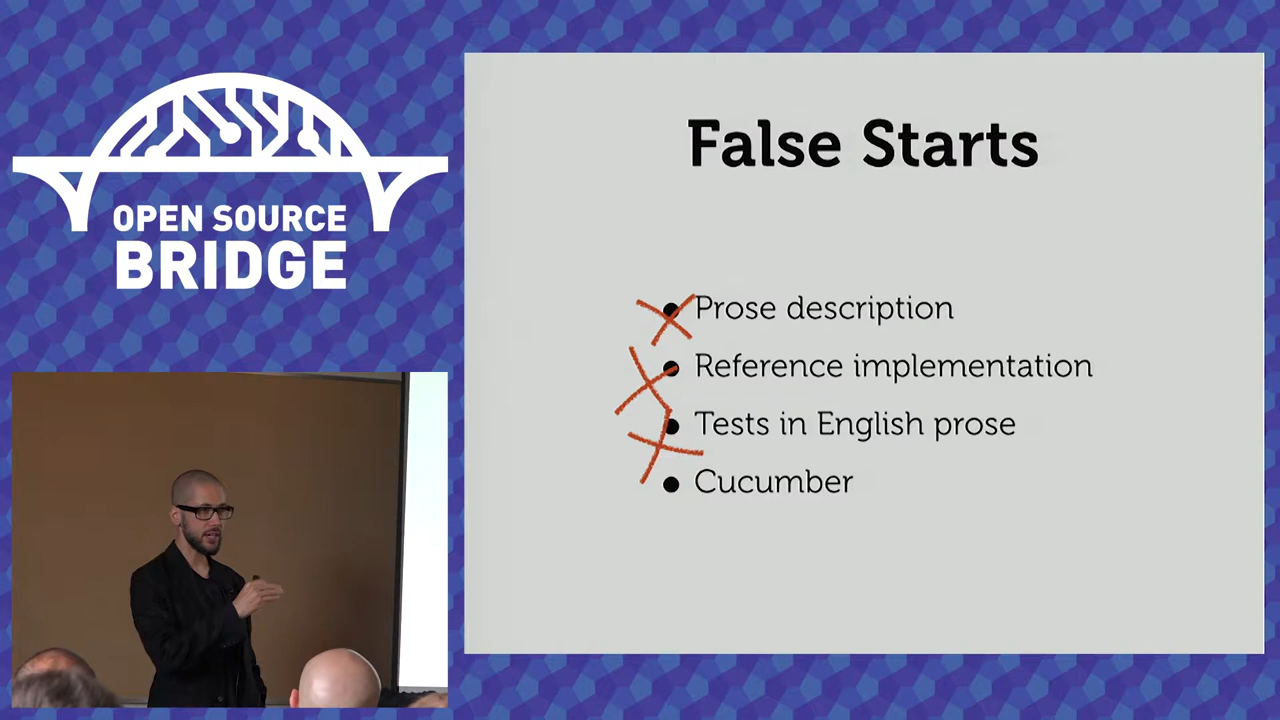 OPEN SOURCE
BRIDGE
False Starts
Prose description
Reference implementation
Tests in English prose
Cucumber